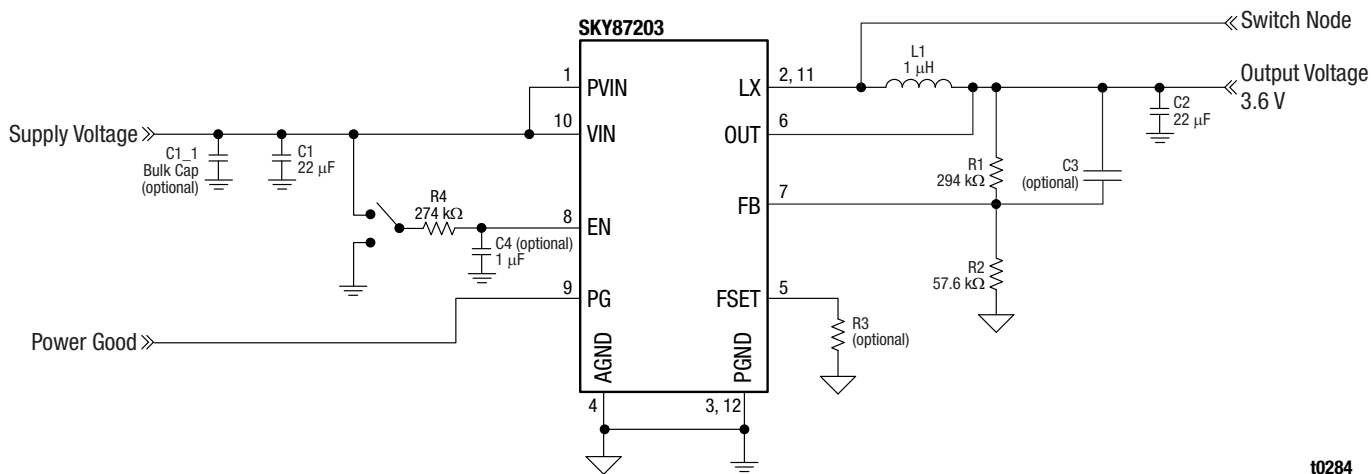 SKY87203
Switch Node
L1
1 μH
1
PVIN
LX
2, 11
Output Voltage
3.6 V
Supply Voltage
10
VIN
OUT
6
C2
22 μF
C1_1
Bulk Cap
(optional)
C1
22 μF
R1
294 kΩ
C3
(optional)
R4
274 kΩ
8
EN
FB
7
C4 (optional)
1 μF
R2
57.6 kΩ
9
PG
FSET
5
R3
(optional)
Power Good
AGND
PGND
4
3, 12
t0284